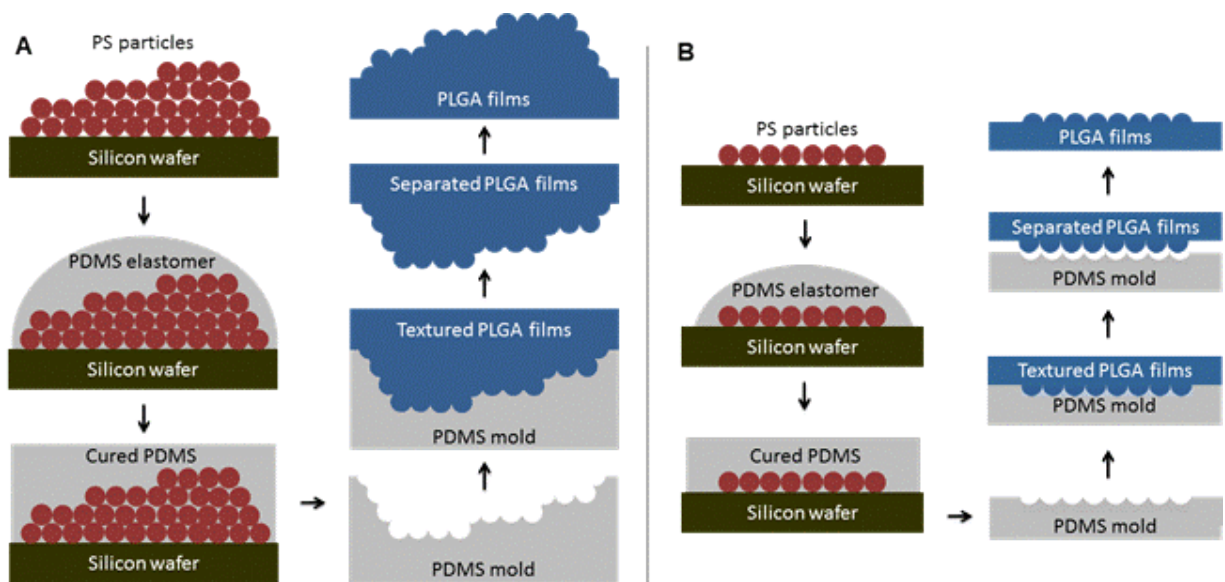 A
PS particles
Silicon wafer
PDMS elastomer
Silicon wafer
Cured PDMS
Silicon wafer
PLGA films
Separated PLGA films
Textured PLGA films
PDMS mold
PDMS mold
B
PS particles
Silicon wafer
PDMS elastomer
Silicon wafer
Cured PDMS
Silicon wafer
PLGA films
Separated PLGA films
PDMS mold
Textured PLGA films
PDMS mold
PDMS mold